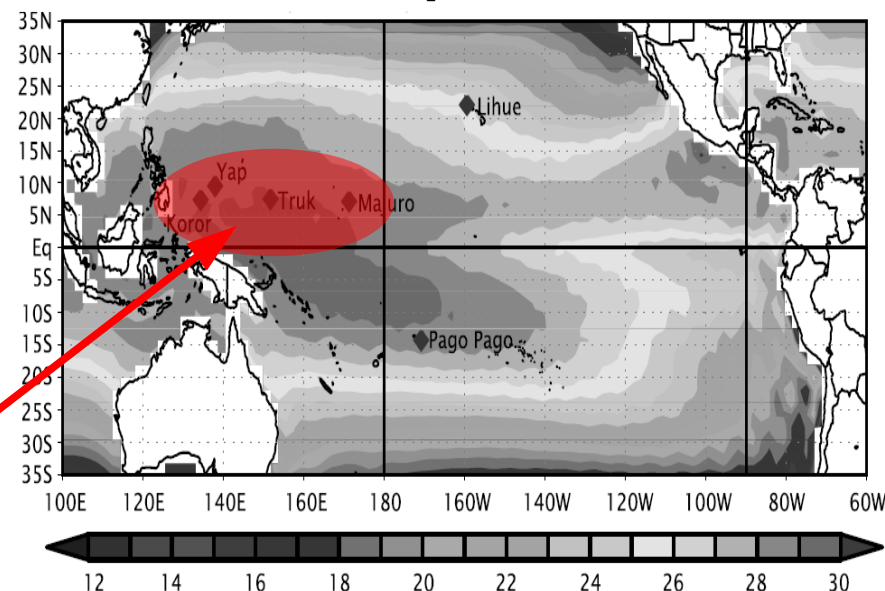 35N
30N
25N
20N
15N
10N
5N
Eq
5S
10S
15S
20S
25S
30S
35S
Lihue
Yap
Truk
Majuro
Koror
Pago Pago
100E 120E 140E 160E 180 160W 140W 120W 100W 80W 60W
12 14 16 18 20 22 24 26 28 30